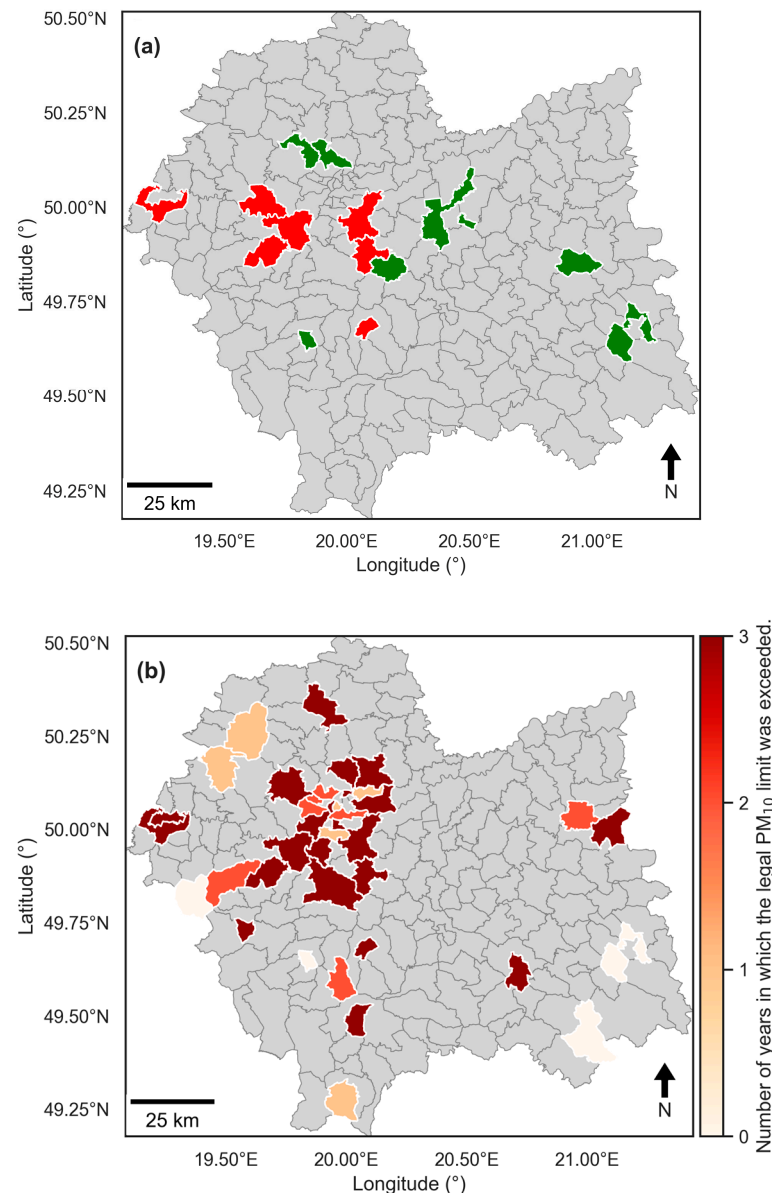 (a)
50.50°N
50.25°N
50.00°N
49.75°N
49.50°N
49.25°N
Latitude (°)
25 km
N
19.50°E 20.00°E 20.50°E 21.00°E
Longitude (°)
(b)
50.50°N
50.25°N
50.00°N
49.75°N
49.50°N
49.25°N
Latitude (°)
25 km
N
19.50°E 20.00°E 20.50°E 21.00°E
Longitude (°)
3
2
1
0
Number of years in which the legal PM₁₀ limit was exceeded.